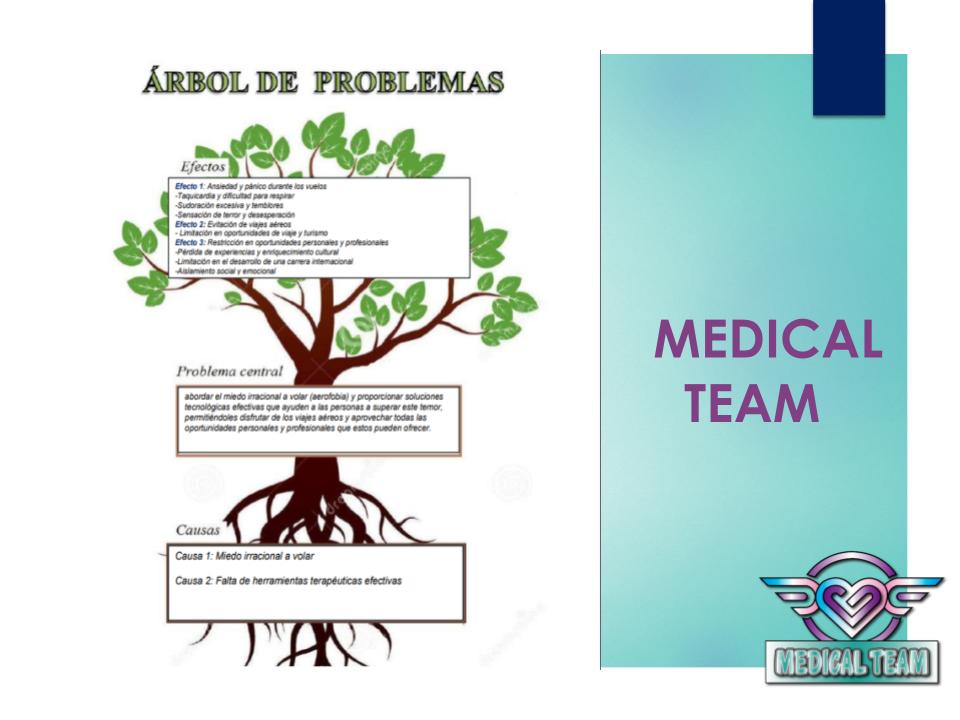 ÁRBOL DE PROBLEMAS
Efectos
Efecto 1: Ansiedad y pánico durante los vuelos
-Taquicardia y dificultad para respirar
-Sudoración excesiva y temblores
-Sensación de terror y desesperación
Efecto 2: Evitación de viajes aéreos
- Limitación en oportunidades de viaje y turismo
Efecto 3: Restricción en oportunidades personales y profesionales
-Pérdida de experiencias y enriquecimiento cultural
-Limitación en el desarrollo de una carrera internacional
-Aislamiento social y emocional
Problema central
abordar el miedo irracional a volar (aerofobia) y proporcionar soluciones
tecnológicas efectivas que ayuden a las personas a superar este temor,
permitiéndoles disfrutar de los viajes aéreos y aprovechar todas las
oportunidades personales y profesionales que estos pueden ofrecer.
Causas
Causa 1: Miedo irracional a volar
Causa 2: Falta de herramientas terapéuticas efectivas
MEDICAL
TEAM
MEDICAL TEAM